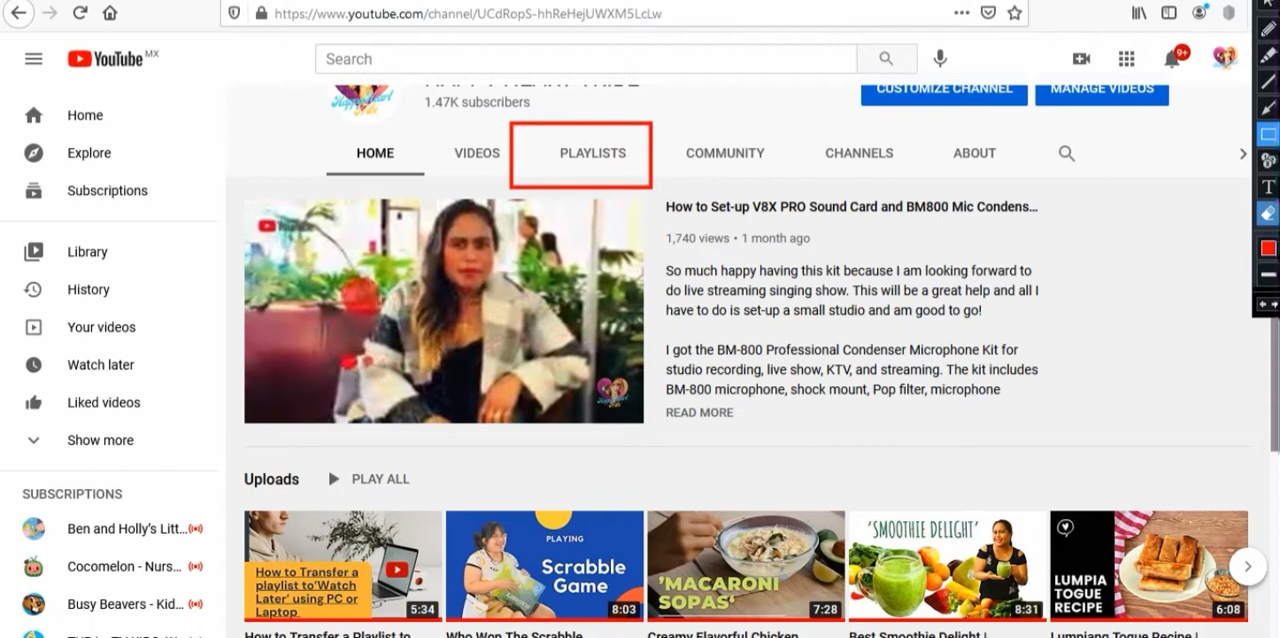 https://www.youtube.com/channel/UCdRopS-hhReHejUWXM5LcLw
YouTube MX
Search
9+
1.47K subscribers
CUSTOMIZE CHANNEL
MANAGE VIDEOS
HOME
VIDEOS
PLAYLISTS
COMMUNITY
CHANNELS
ABOUT
Home
Explore
Subscriptions
Library
History
Your videos
Watch later
Liked videos
Show more
SUBSCRIPTIONS
Ben and Holly's Litt...
Cocomelon - Nurs...
Busy Beavers - Kid...
YouTube
How to Set-up V8X PRO Sound Card and BM800 Mic Condens...
1,740 views • 1 month ago
So much happy having this kit because I am looking forward to
do live streaming singing show. This will be a great help and all I
have to do is set-up a small studio and am good to go!
I got the BM-800 Professional Condenser Microphone Kit for
studio recording, live show, KTV, and streaming. The kit includes
BM-800 microphone, shock mount, Pop filter, microphone
READ MORE
Uploads
PLAY ALL
How to Transfer a
playlist to'Watch
Later' using PC or
Laptop
5:34
How to Transfer a Playlist to
PLAYING
Scrabble
Game
8:03
Who Won The Scrabble
'MACARONI
SOPAS'
7:28
Creamy Flavorful Chicken
'SMOOTHIE DELIGHT'
8:31
Best Smoothie Delight |
LUMPIA
TOGUE
RECIPE
6:08
Lumpiang Togue Recipe |
T